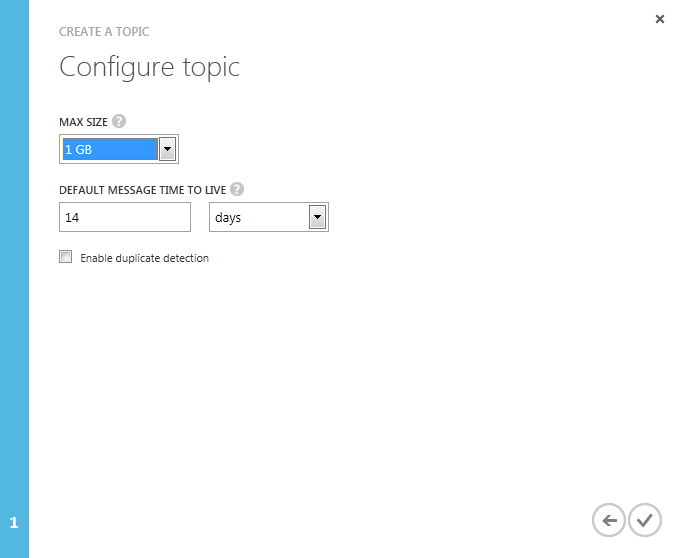 CREATE A TOPIC
Configure topic
MAX SIZE ?
1 GB
DEFAULT MESSAGE TIME TO LIVE ?
14 days
Enable duplicate detection
1